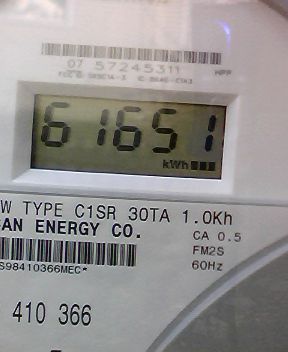 07 57245311
61651
kWh
W TYPE C1SR 30TA 1.0Kh
CAN ENERGY CO.
CA 0.5
FM2S
60Hz
S98410366MEC*
410 366